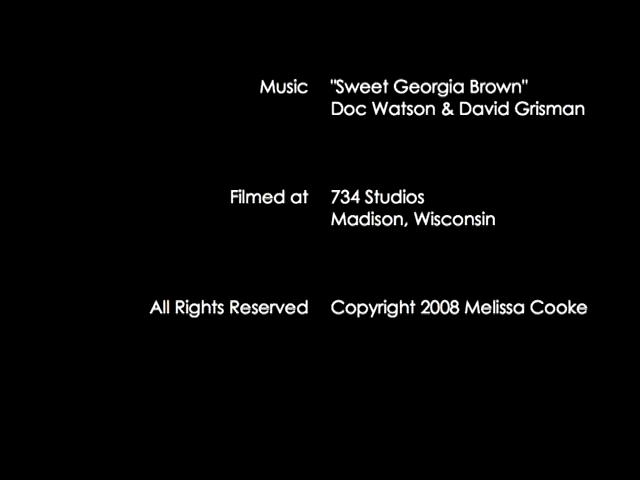 Music "Sweet Georgia Brown"
Doc Watson & David Grisman
Filmed at 734 Studios
Madison, Wisconsin
All Rights Reserved Copyright 2008 Melissa Cooke